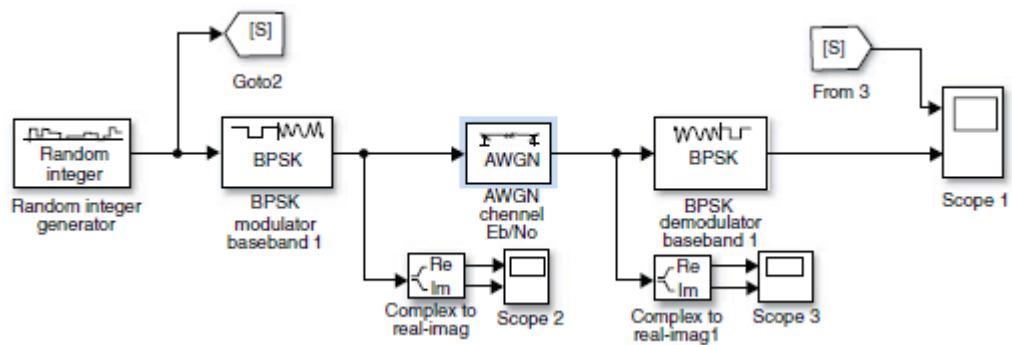 [S]
Goto2
[S]
From 3
Random
integer
Random integer
generator
BPSK
BPSK
modulator
baseband 1
AWGN
AWGN
chennel
Eb/No
BPSK
BPSK
demodulator
baseband 1
Scope 1
Re
Im
Complex to
real-imag
Scope 2
Re
Im
Complex to
real-imag1
Scope 3